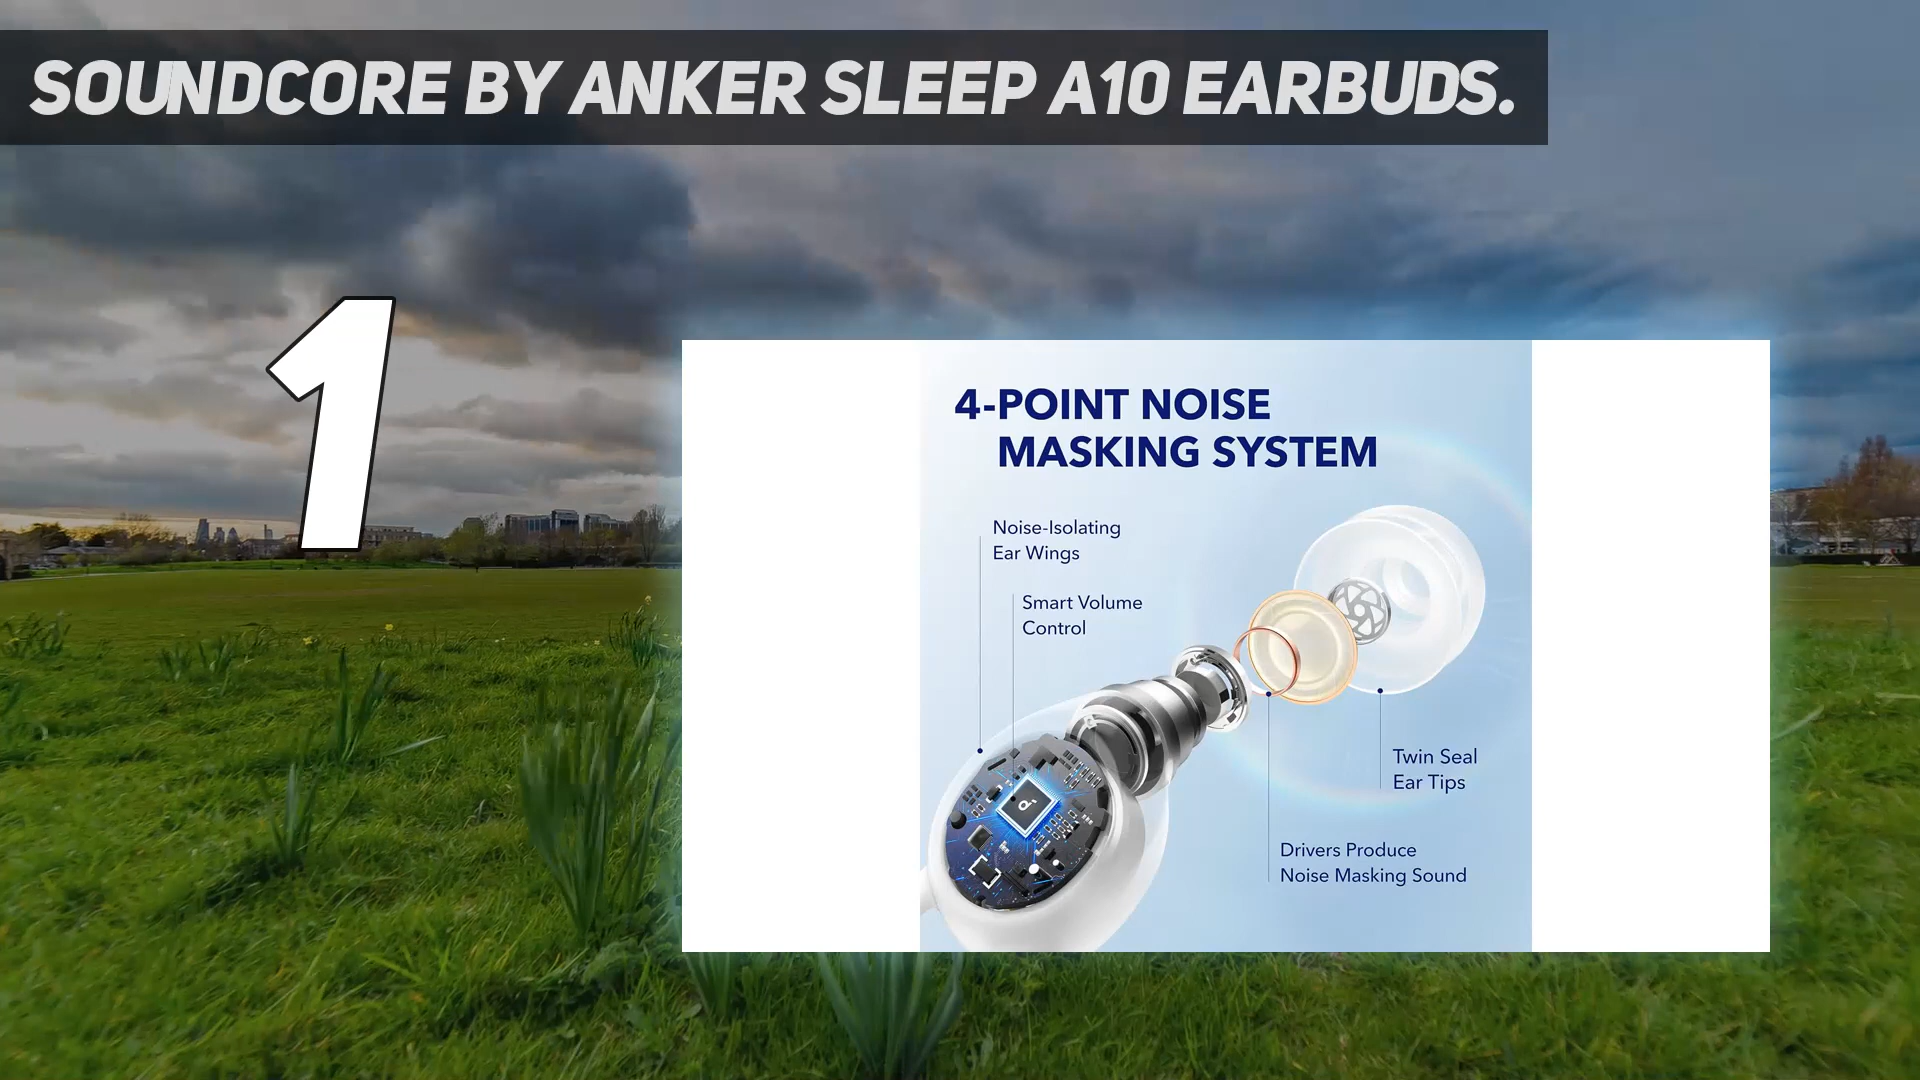 SOUNDCORE BY ANKER SLEEP A10 EARBUDS.
1
4-POINT NOISE
MASKING SYSTEM
Noise-Isolating
Ear Wings
Smart Volume
Control
Twin Seal
Ear Tips
Drivers Produce
Noise Masking Sound